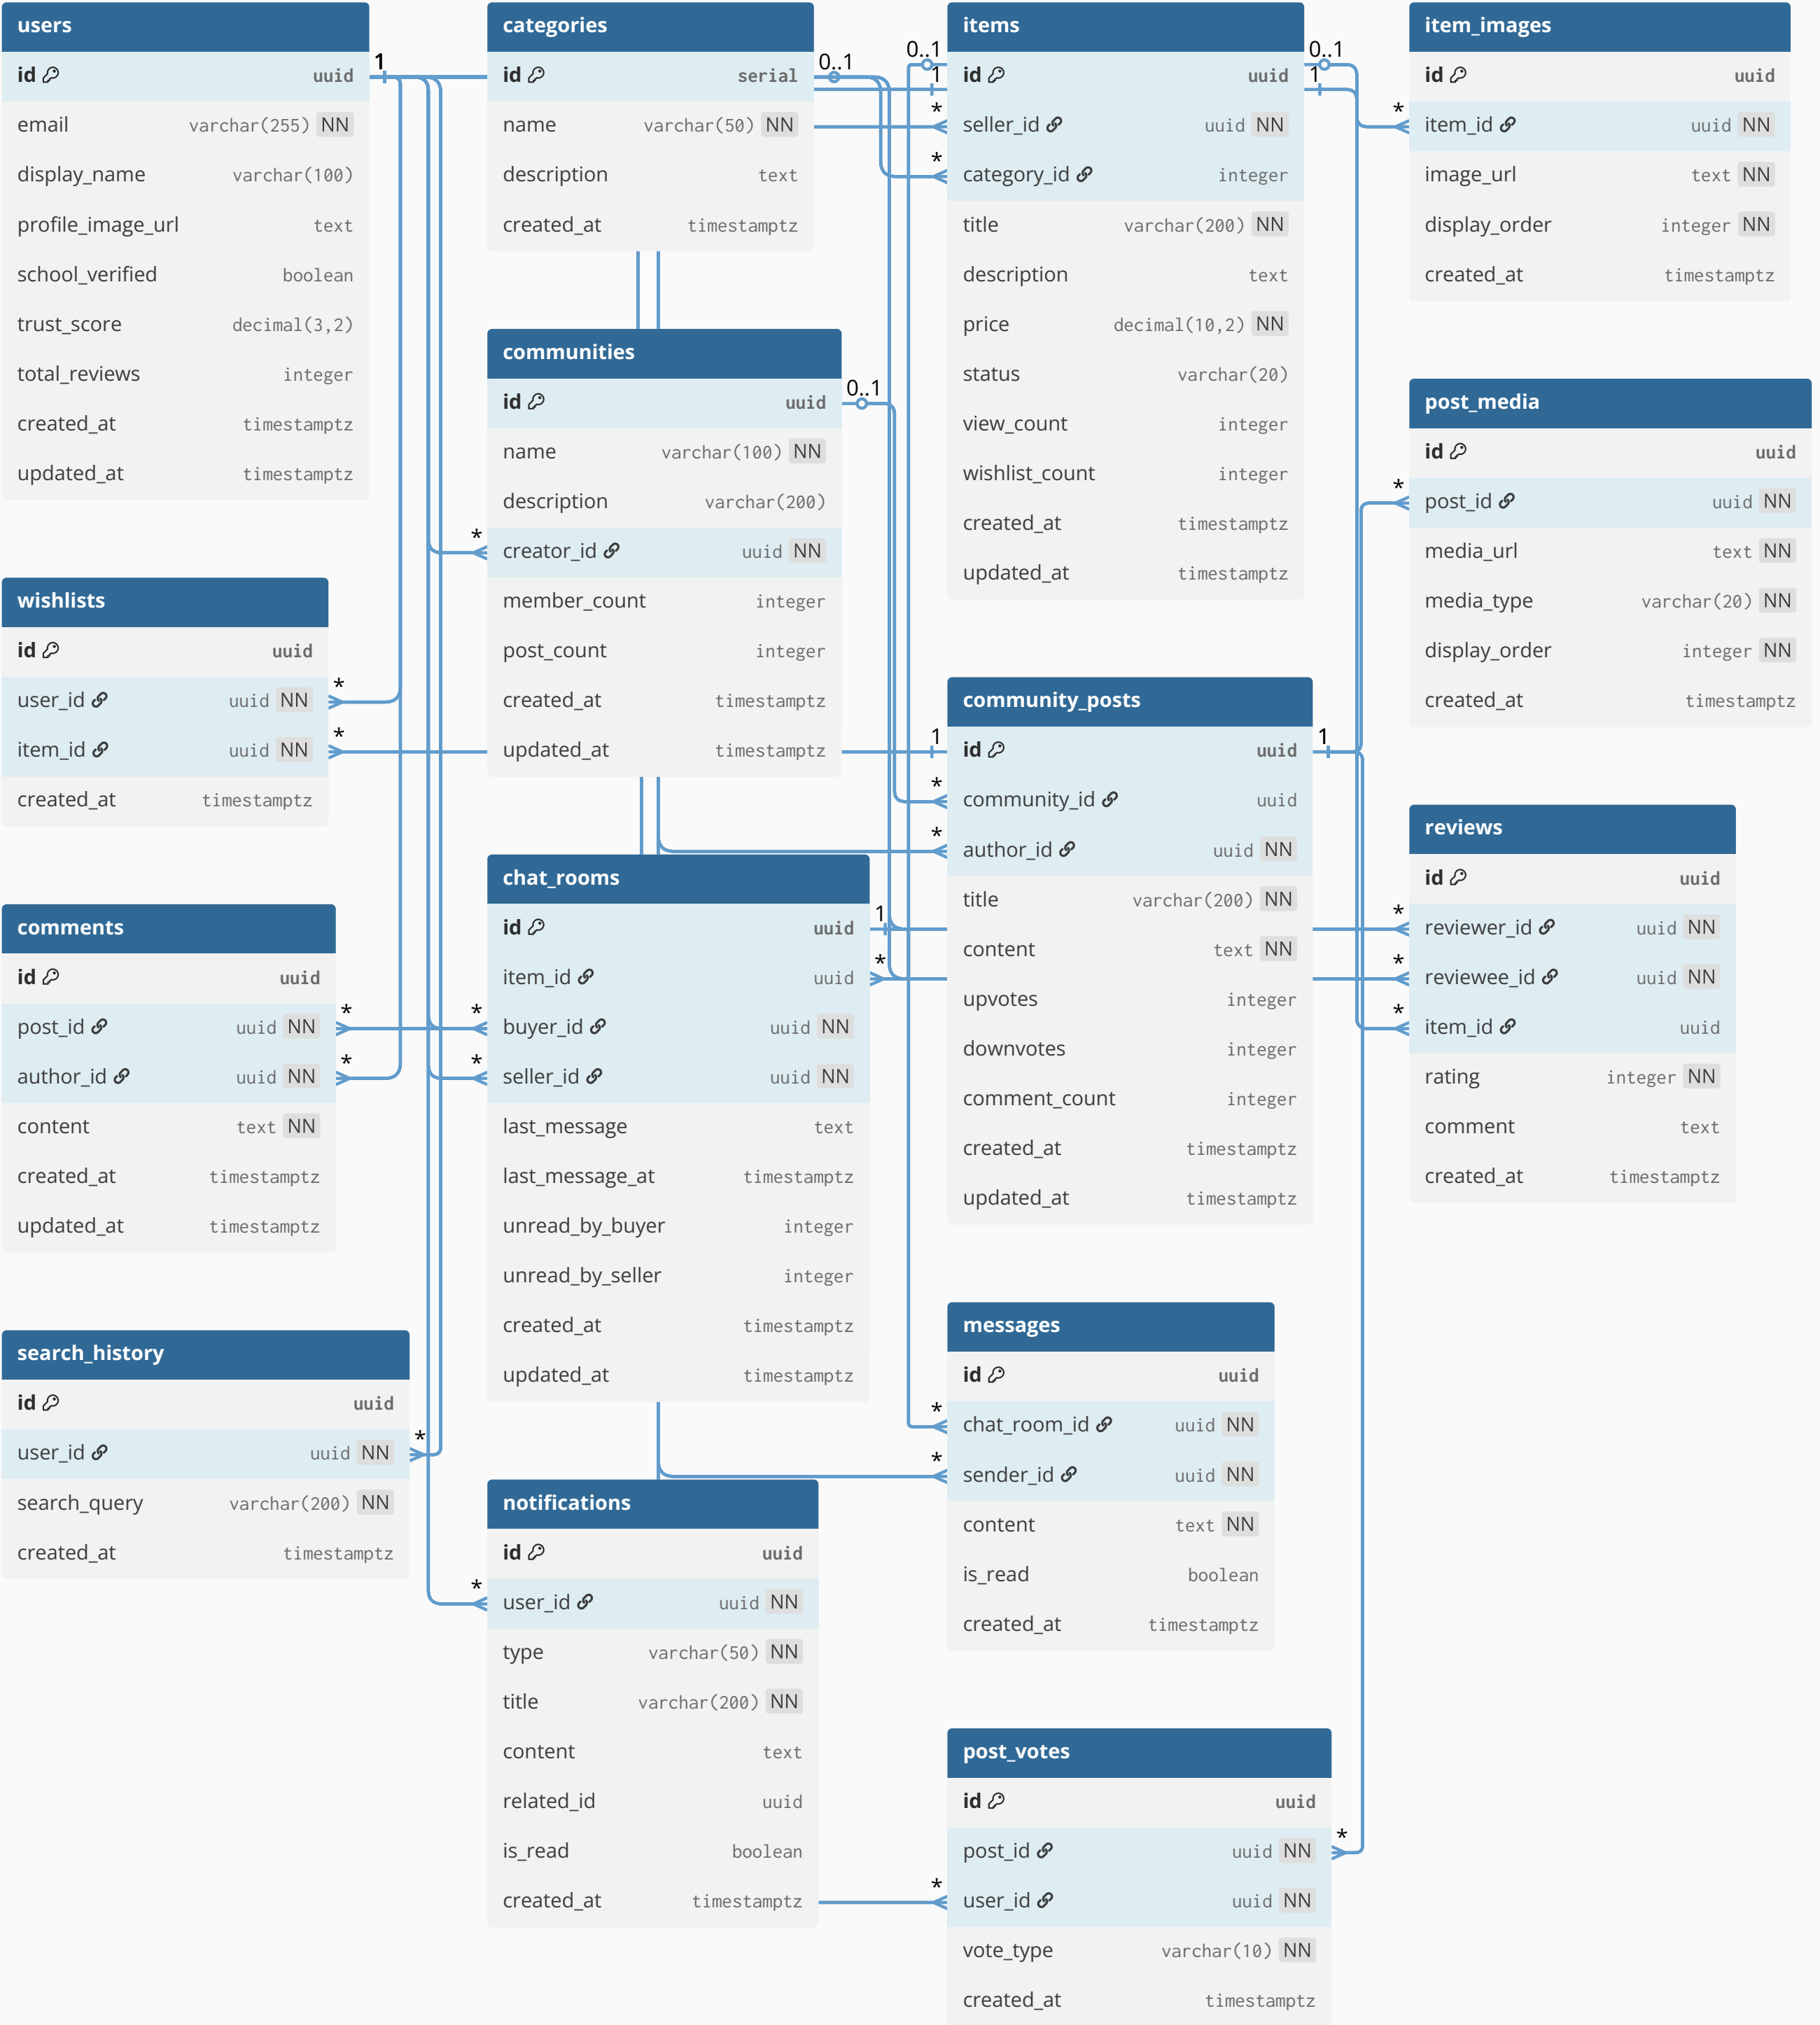 users
id uuid
email varchar(255) NN
display_name varchar(100)
profile_image_url text
school_verified boolean
trust_score decimal(3,2)
total_reviews integer
created_at timestamptz
updated_at timestamptz
1
wishlists
id uuid
user_id uuid NN *
item_id uuid NN *
created_at timestamptz
comments
id uuid
post_id uuid NN *
author_id uuid NN *
content text NN
created_at timestamptz
updated_at timestamptz
search_history
id uuid
user_id uuid NN *
search_query varchar(200) NN
created_at timestamptz
categories
id serial 0..1
name varchar(50) NN
description text
created_at timestamptz
communities
id uuid 0..1
name varchar(100) NN
description varchar(200)
* creator_id uuid NN
member_count integer
post_count integer
created_at timestamptz
updated_at timestamptz
chat_rooms
id uuid 1
item_id uuid *
* buyer_id uuid NN
* seller_id uuid NN
last_message text
last_message_at timestamptz
unread_by_buyer integer
unread_by_seller integer
created_at timestamptz
updated_at timestamptz
notifications
id uuid
* user_id uuid NN
type varchar(50) NN
title varchar(200) NN
content text
related_id uuid
is_read boolean
created_at timestamptz
items
0..1 0..1
1 id uuid 1
* seller_id uuid NN
* category_id integer
title varchar(200) NN
description text
price decimal(10,2) NN
status varchar(20)
view_count integer
wishlist_count integer
created_at timestamptz
updated_at timestamptz
community_posts
1 id uuid 1
* community_id uuid
* author_id uuid NN
title varchar(200) NN
content text NN
upvotes integer
downvotes integer
comment_count integer
created_at timestamptz
updated_at timestamptz
messages
id uuid
* chat_room_id uuid NN
* sender_id uuid NN
content text NN
is_read boolean
created_at timestamptz
post_votes
id uuid
post_id uuid NN *
* user_id uuid NN
vote_type varchar(10) NN
created_at timestamptz
item_images
id uuid
* item_id uuid NN
image_url text NN
display_order integer NN
created_at timestamptz
post_media
id uuid
* post_id uuid NN
media_url text NN
media_type varchar(20) NN
display_order integer NN
created_at timestamptz
reviews
id uuid
* reviewer_id uuid NN
* reviewee_id uuid NN
* item_id uuid
rating integer NN
comment text
created_at timestamptz